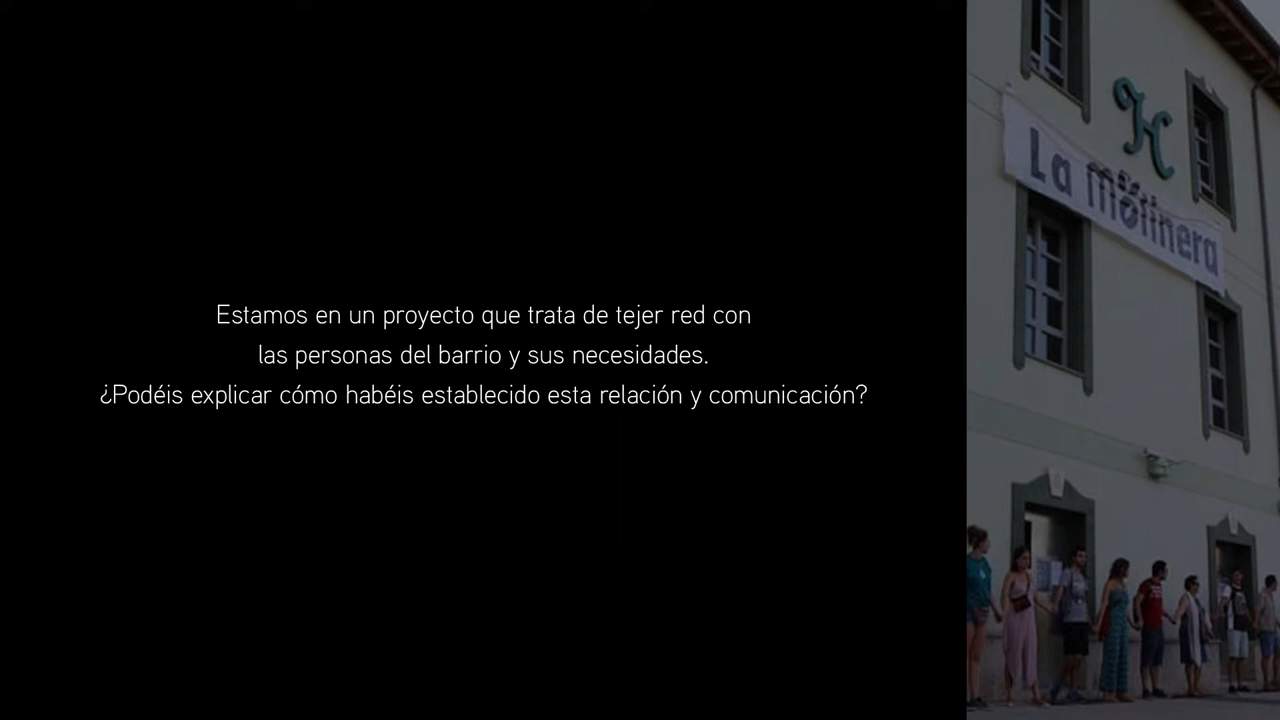 Estamos en un proyecto que trata de tejer red con
las personas del barrio y sus necesidades.
¿Podéis explicar cómo habéis establecido esta relación y comunicación?
H
La molinera